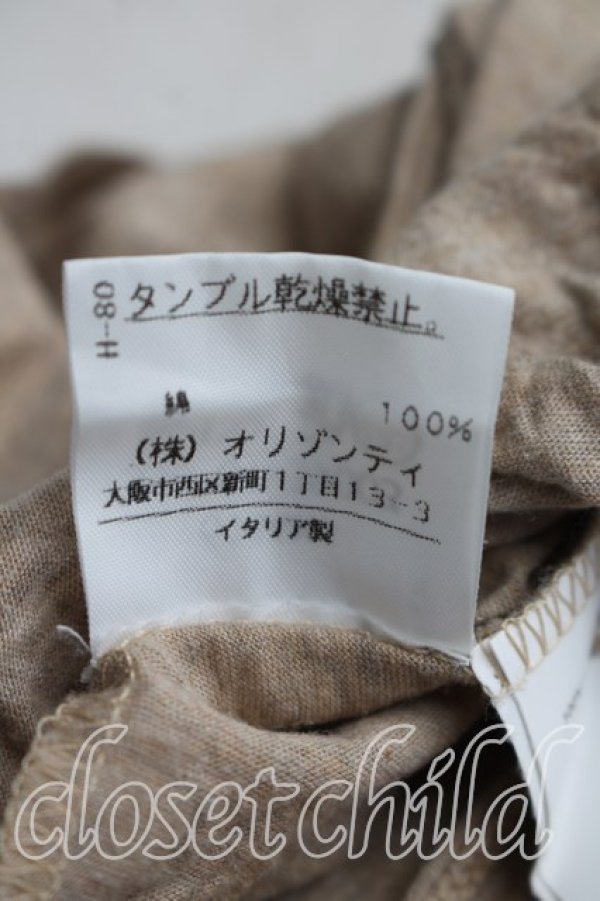 08-H
タンブル乾燥禁止。
綿 100%
(株) オリゾンティ
大阪市西区新町1丁目13-3
イタリア製
closet child